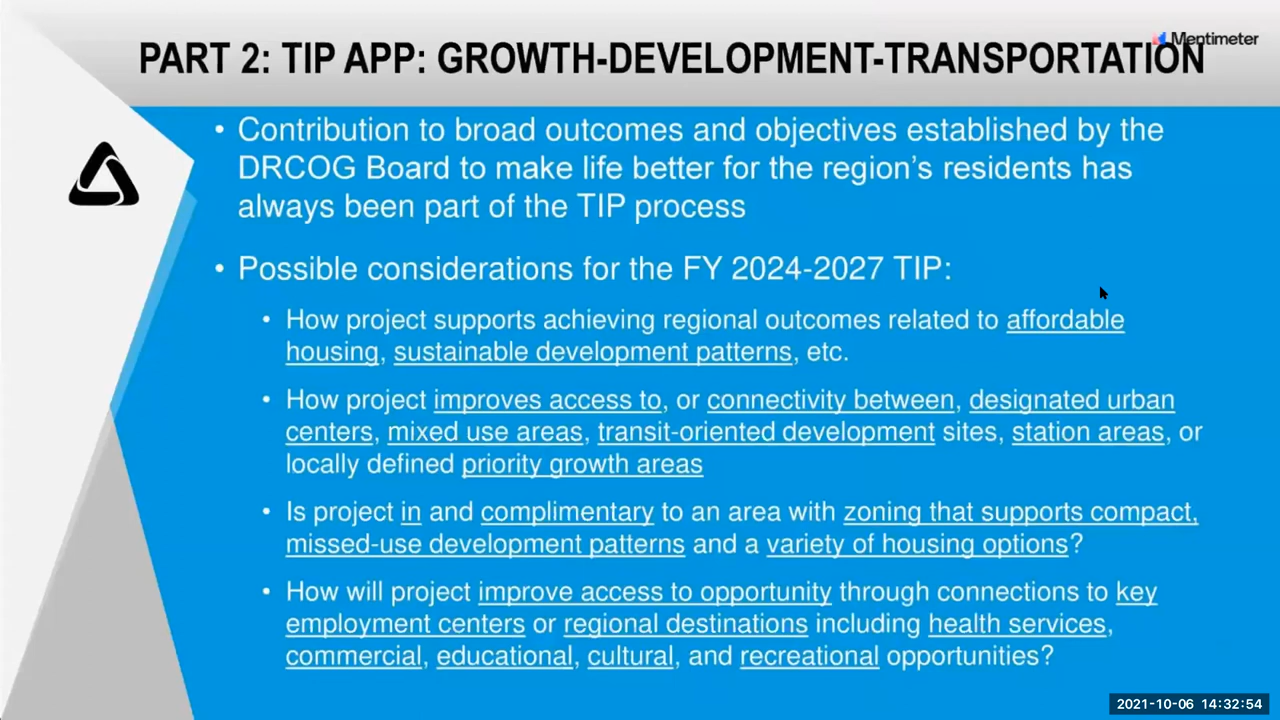 PART 2: TIP APP: GROWTH-DEVELOPMENT-TRANSPORTATION
Mentimeter
• Contribution to broad outcomes and objectives established by the
DRCOG Board to make life better for the region’s residents has
always been part of the TIP process
• Possible considerations for the FY 2024-2027 TIP:
• How project supports achieving regional outcomes related to affordable
housing, sustainable development patterns, etc.
• How project improves access to, or connectivity between, designated urban
centers, mixed use areas, transit-oriented development sites, station areas, or
locally defined priority growth areas
• Is project in and complimentary to an area with zoning that supports compact,
missed-use development patterns and a variety of housing options?
• How will project improve access to opportunity through connections to key
employment centers or regional destinations including health services,
commercial, educational, cultural, and recreational opportunities?
2021-10-06 14:32:54